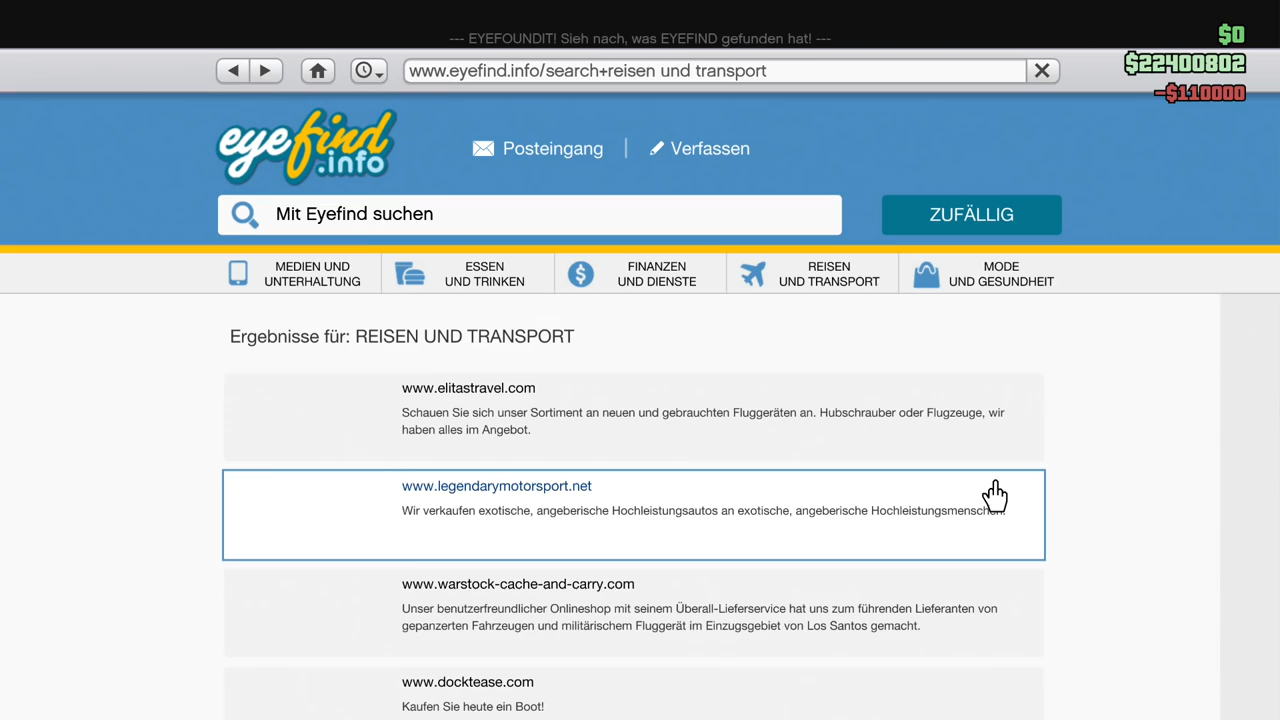 --- EYEFOUNDIT! Sieh nach, was EYEFIND gefunden hat! ---
$0
www.eyefind.info/search+reisen und transport
$22400802
-$110000
eyefind
.info
Posteingang
Verfassen
Mit Eyefind suchen
ZUFÄLLIG
MEDIEN UND
UNTERHALTUNG
ESSEN
UND TRINKEN
FINANZEN
UND DIENSTE
REISEN
UND TRANSPORT
MODE
UND GESUNDHEIT
Ergebnisse für: REISEN UND TRANSPORT
www.elitastravel.com
Schauen Sie sich unser Sortiment an neuen und gebrauchten Fluggeräten an. Hubschrauber oder Flugzeuge, wir
haben alles im Angebot.
www.legendarymotorsport.net
Wir verkaufen exotische, angeberische Hochleistungsautos an exotische, angeberische Hochleistungsmenschen.
www.warstock-cache-and-carry.com
Unser benutzerfreundlicher Onlineshop mit seinem Überall-Lieferservice hat uns zum führenden Lieferanten von
gepanzerten Fahrzeugen und militärischem Fluggerät im Einzugsgebiet von Los Santos gemacht.
www.docktease.com
Kaufen Sie heute ein Boot!